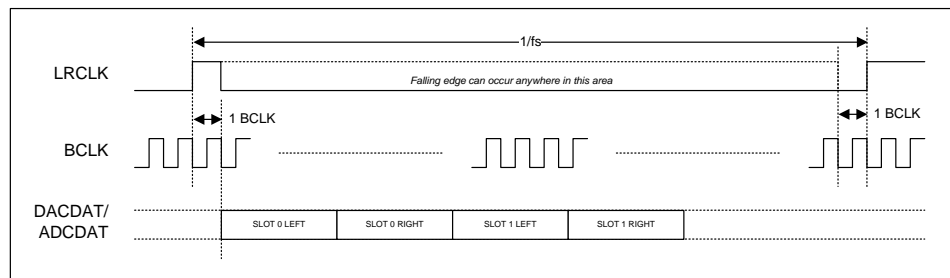 1/fs
LRCLK
Falling edge can occur anywhere in this area
1 BCLK
1 BCLK
BCLK
DACDAT/
ADCDAT
SLOT 0 LEFT
SLOT 0 RIGHT
SLOT 1 LEFT
SLOT 1 RIGHT